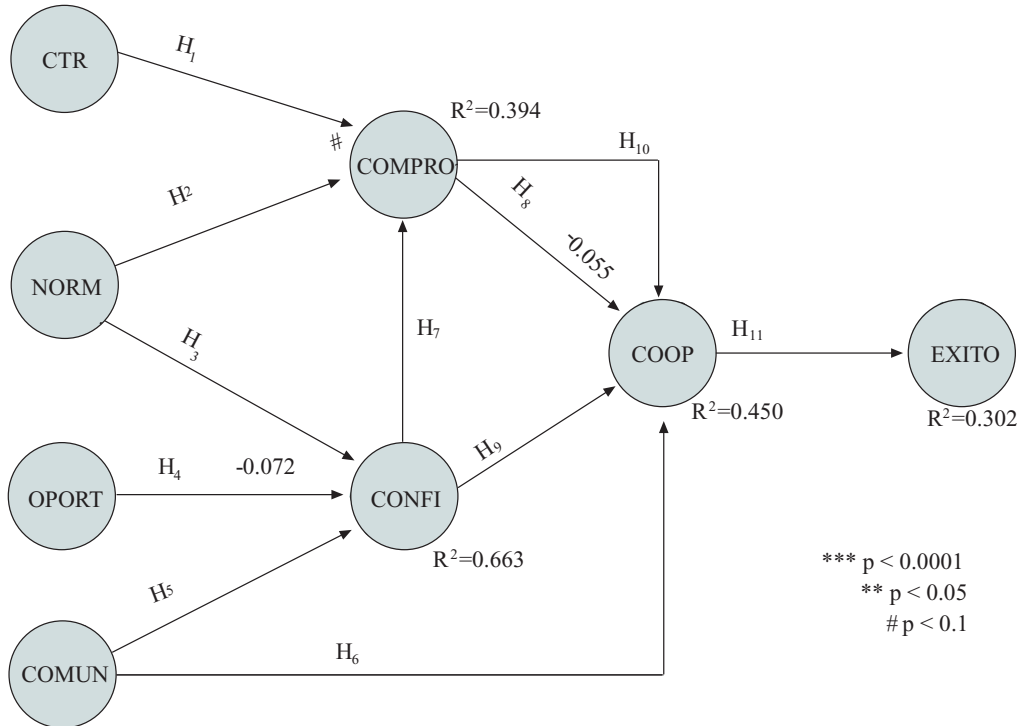 CTR
H1
R²=0.394
#
COMPRO
H10
H2
H8
-0.055
NORM
H3
H7
COOP
H11
EXITO
R²=0.450
R²=0.302
H9
H4
-0.072
OPORT
CONFI
R²=0.663
*** p < 0.0001
** p < 0.05
# p < 0.1
H5
H6
COMUN